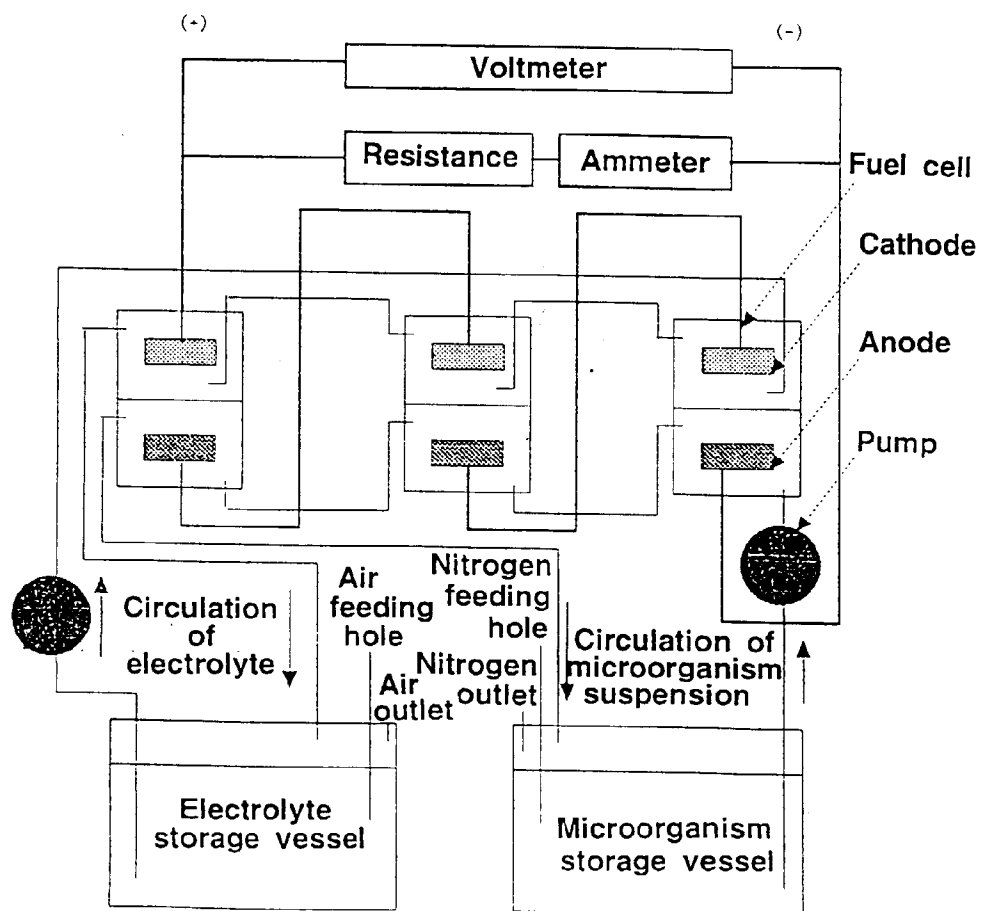 (+)
(-)
Voltmeter
Resistance
Ammeter
Fuel cell
Cathode
Anode
Pump
Circulation
of
electrolyte
Air
feeding
hole
Air
outlet
Nitrogen
feeding
hole
Nitrogen
outlet
Circulation of
microorganism
suspension
Electrolyte
storage vessel
Microorganism
storage vessel